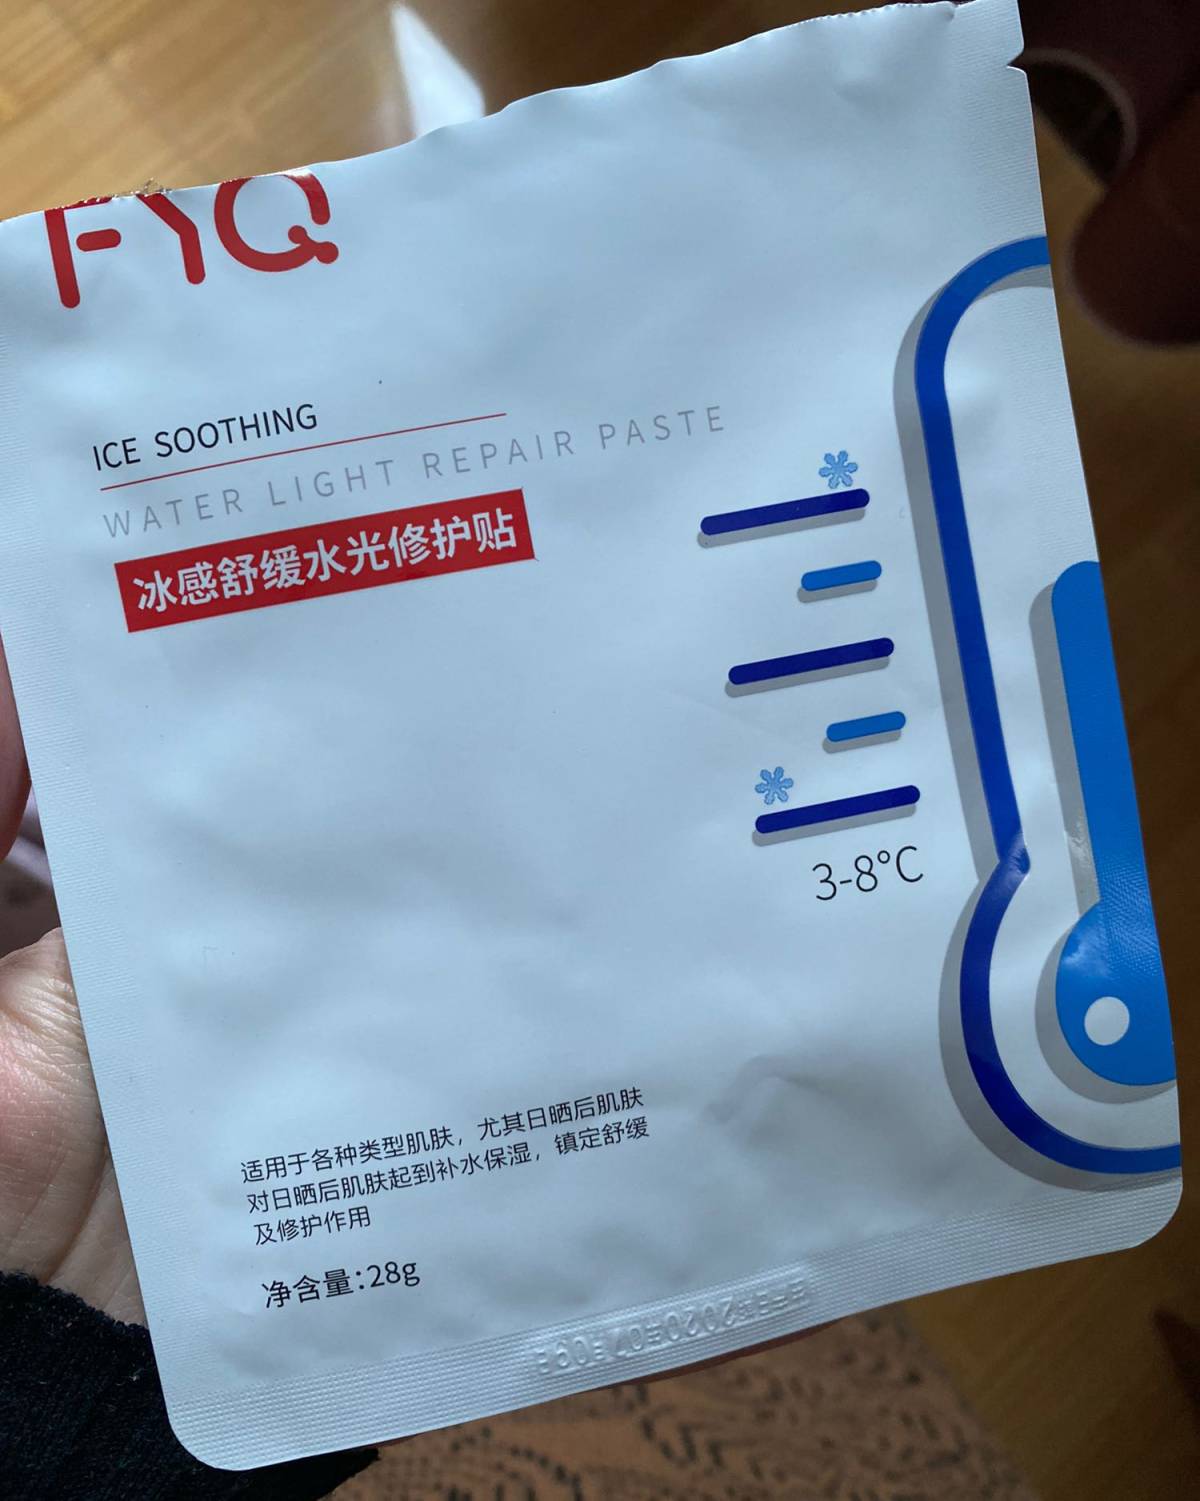 FYQ
ICE SOOTHING
WATER LIGHT REPAIR PASTE
冰感舒缓水光修护贴
3-8°C
适用于各种类型肌肤，尤其日晒后肌肤
对日晒后肌肤起到补水保湿，镇定舒缓
及修护作用
净含量：28g